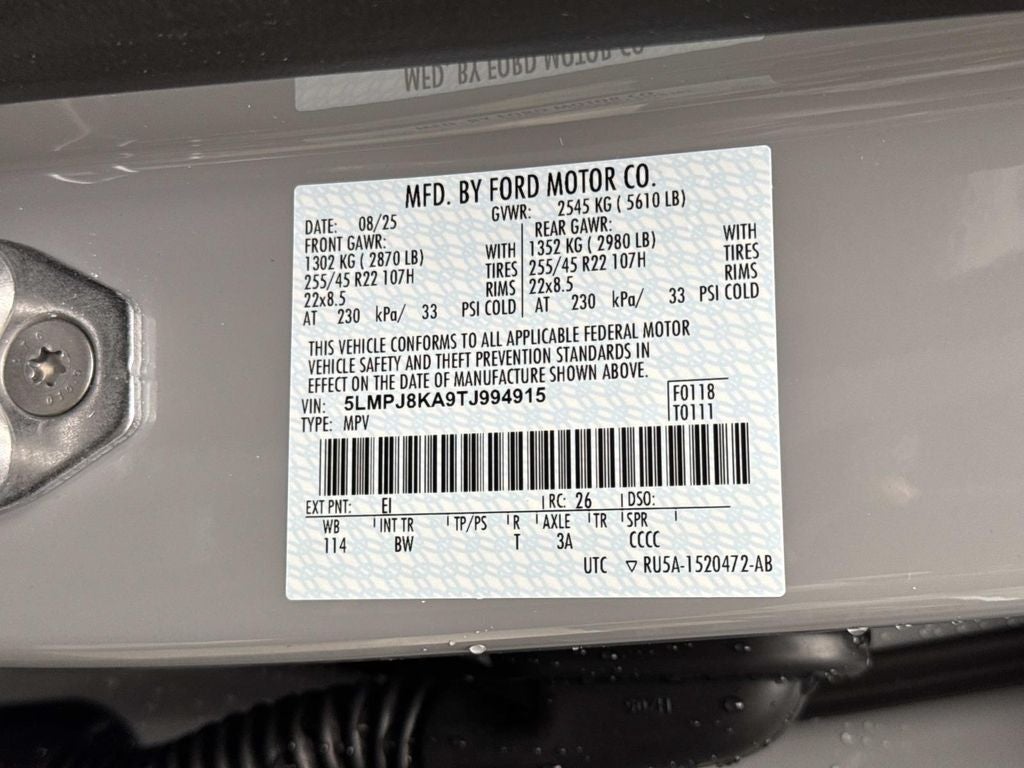 MFD. BY FORD MOTOR CO.
DATE: 08/25 GVWR: 2545 KG ( 5610 LB)
FRONT GAWR: REAR GAWR:
1302 KG ( 2870 LB) WITH 1352 KG ( 2980 LB) WITH
255/45 R22 107H TIRES 255/45 R22 107H TIRES
22x8.5 RIMS 22x8.5 RIMS
AT 230 kPa/ 33 PSI COLD AT 230 kPa/ 33 PSI COLD
THIS VEHICLE CONFORMS TO ALL APPLICABLE FEDERAL MOTOR
VEHICLE SAFETY AND THEFT PREVENTION STANDARDS IN
EFFECT ON THE DATE OF MANUFACTURE SHOWN ABOVE.
VIN: 5LMPJ8KA9TJ994915 F0118
TYPE: MPV T0111
EXT PNT: EI RC: 26 DSO:
WB INT TR TP/PS R AXLE TR SPR
114 BW T 3A CCCC
UTC ▽ RU5A-1520472-AB